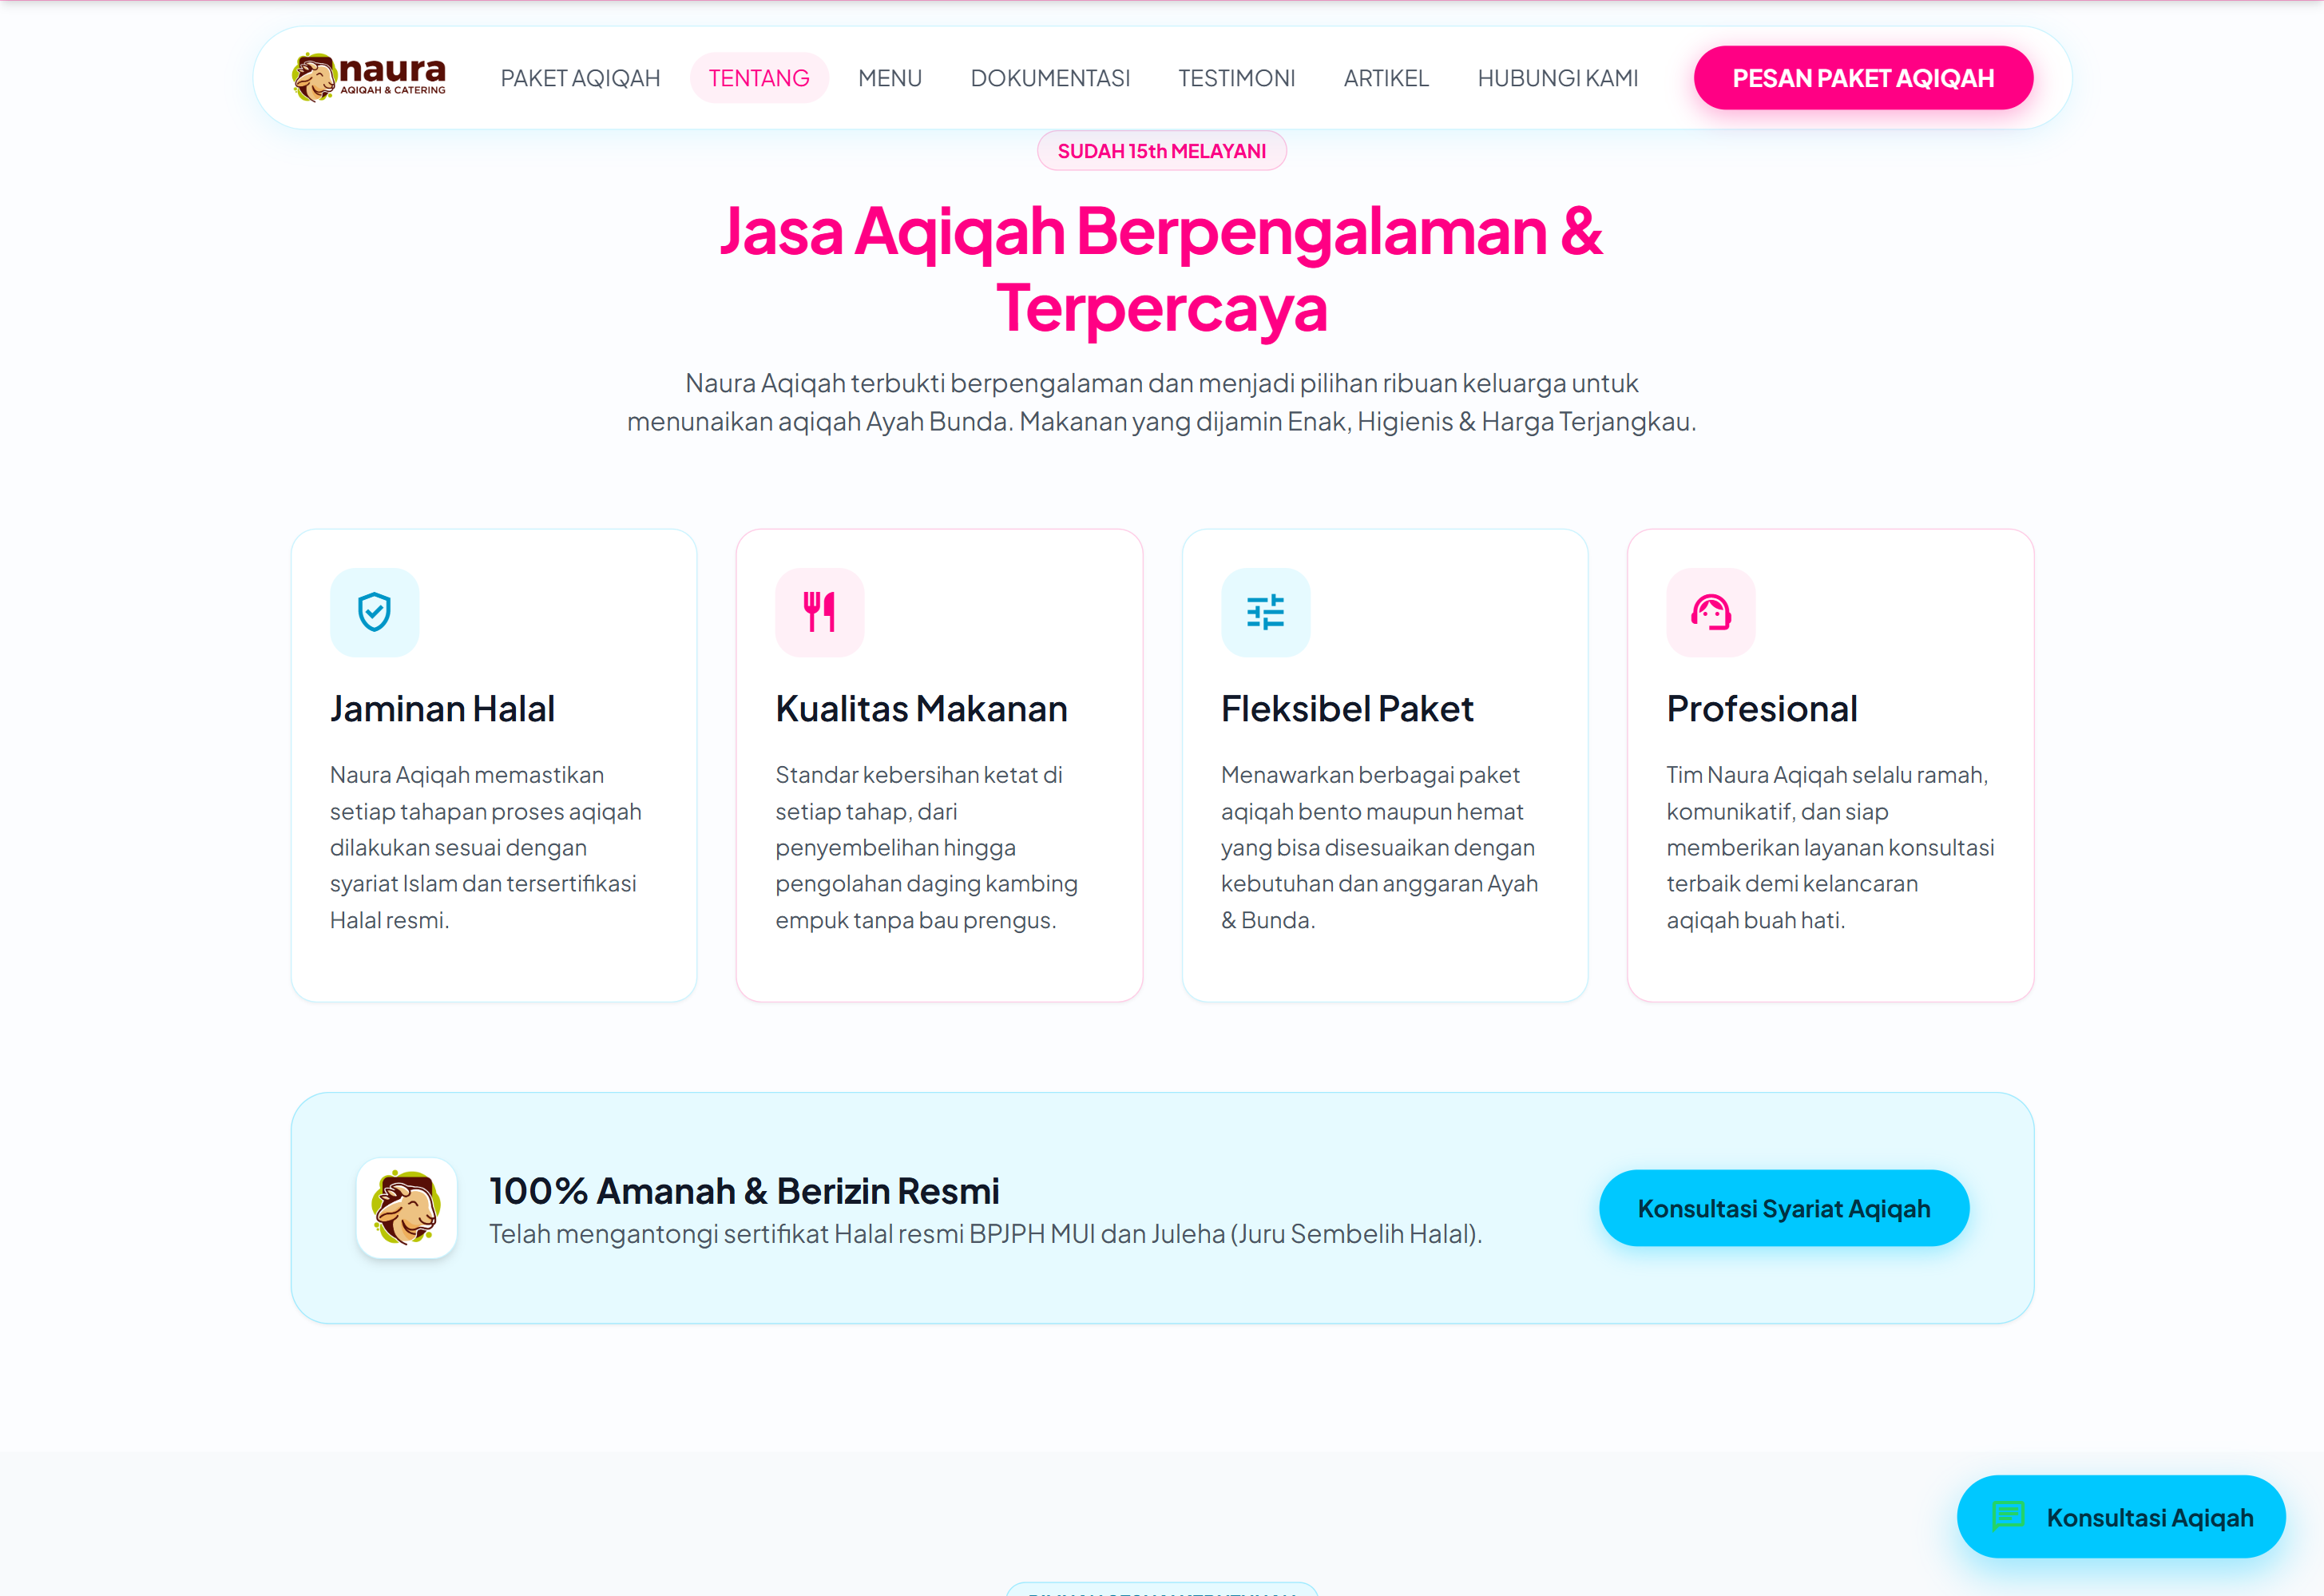 naura
AQIQAH & CATERING
PAKET AQIQAH
TENTANG
MENU
DOKUMENTASI
TESTIMONI
ARTIKEL
HUBUNGI KAMI
PESAN PAKET AQIQAH
SUDAH 15th MELAYANI
Jasa Aqiqah Berpengalaman &
Terpercaya
Naura Aqiqah terbukti berpengalaman dan menjadi pilihan ribuan keluarga untuk
menunaikan aqiqah Ayah Bunda. Makanan yang dijamin Enak, Higienis & Harga Terjangkau.
Jaminan Halal
Naura Aqiqah memastikan
setiap tahapan proses aqiqah
dilakukan sesuai dengan
syariat Islam dan tersertifikasi
Halal resmi.
Kualitas Makanan
Standar kebersihan ketat di
setiap tahap, dari
penyembelihan hingga
pengolahan daging kambing
empuk tanpa bau prengus.
Fleksibel Paket
Menawarkan berbagai paket
aqiqah bento maupun hemat
yang bisa disesuaikan dengan
kebutuhan dan anggaran Ayah
& Bunda.
Profesional
Tim Naura Aqiqah selalu ramah,
komunikatif, dan siap
memberikan layanan konsultasi
terbaik demi kelancaran
aqiqah buah hati.
100% Amanah & Berizin Resmi
Telah mengantongi sertifikat Halal resmi BPJPH MUI dan Juleha (Juru Sembelih Halal).
Konsultasi Syariat Aqiqah
Konsultasi Aqiqah